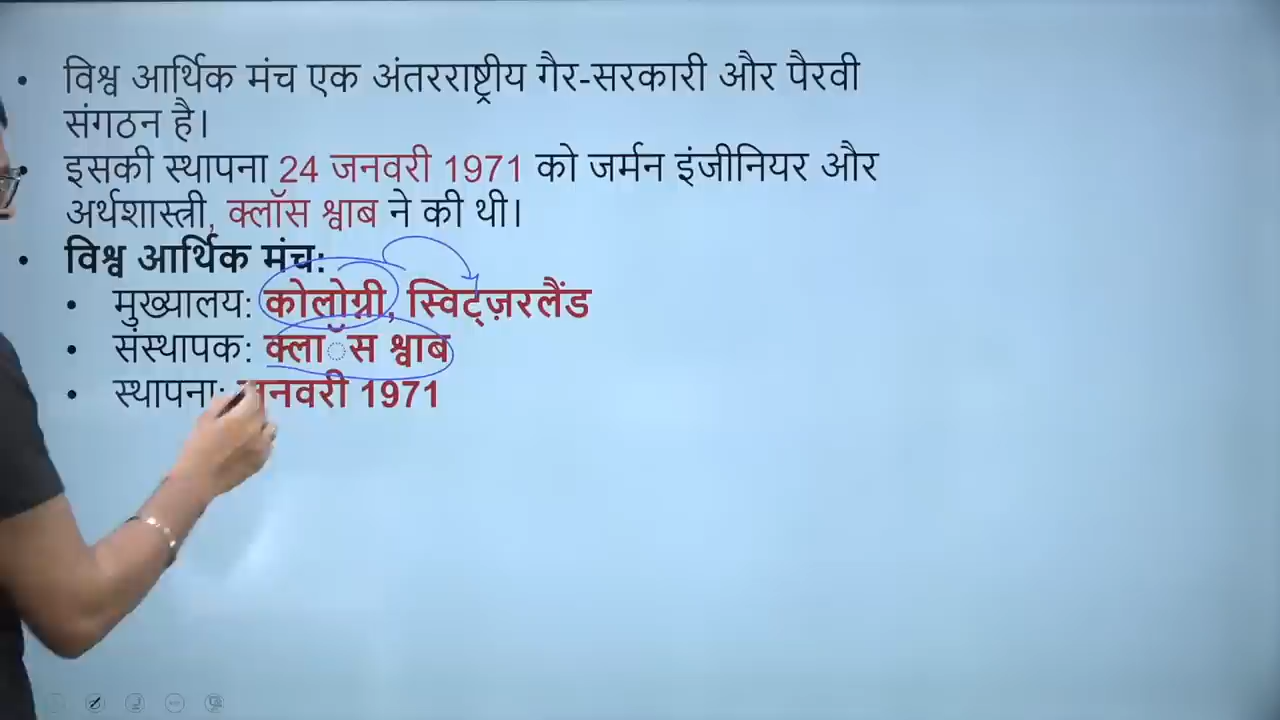 • विश्व आर्थिक मंच एक अंतरराष्ट्रीय गैर-सरकारी और पैरवी
संगठन है।
• इसकी स्थापना 24 जनवरी 1971 को जर्मन इंजीनियर और
अर्थशास्त्री, क्लॉस श्वाब ने की थी।
• विश्व आर्थिक मंच:
• मुख्यालय: कोलोग्नी, स्विट्ज़रलैंड
• संस्थापक: क्लाॅस श्वाब
• स्थापना: जनवरी 1971